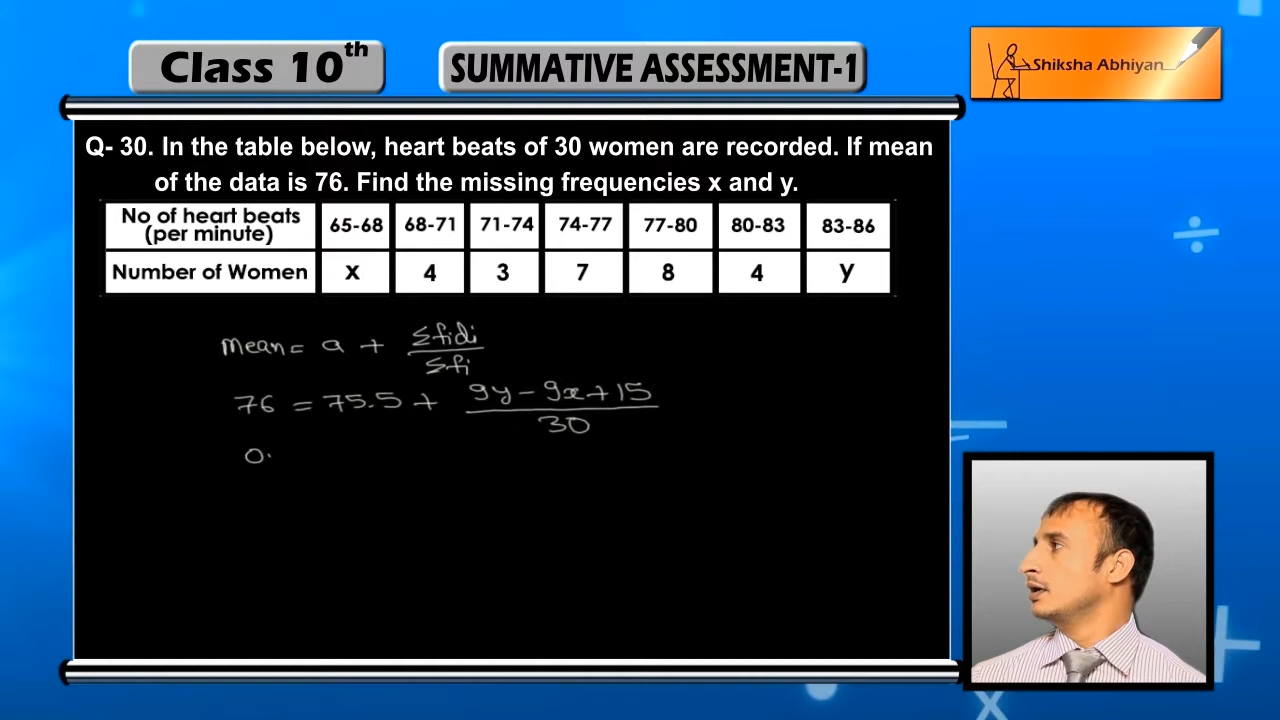 Class 10th
SUMMATIVE ASSESSMENT-1
Shiksha Abhiyan
Q- 30. In the table below, heart beats of 30 women are recorded. If mean
of the data is 76. Find the missing frequencies x and y.
No of heart beats (per minute) 65-68 68-71 71-74 74-77 77-80 80-83 83-86
Number of Women x 4 3 7 8 4 y
Mean = a + Σfidi / Σfi
76 = 75.5 + 9y - 9x + 15 / 30
0.